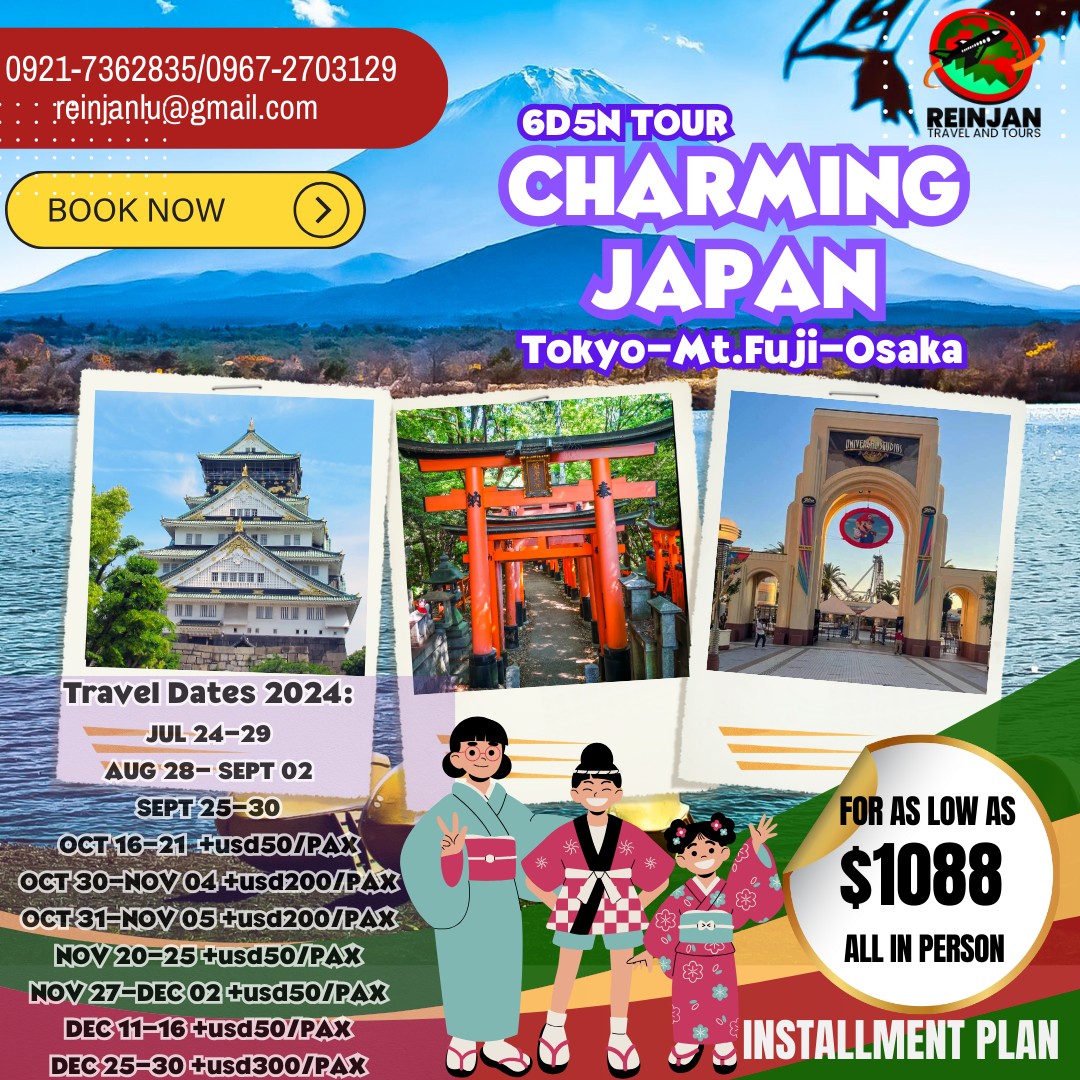 0921-7362835/0967-2703129
reinjantu@gmail.com
BOOK NOW
REINJAN
TRAVEL AND TOURS
6D5N TOUR
CHARMING
JAPAN
Tokyo-Mt.Fuji-Osaka
UNIVERSAL STUDIOS
Travel Dates 2024:
JUL 24-29
AUG 28- SEPT 02
SEPT 25-30
OCT 16-21 +usd50/PAX
OCT 30-NOV 04 +usd200/PAX
OCT 31-NOV 05 +usd200/PAX
NOV 20-25 +usd50/PAX
NOV 27-DEC 02 +usd50/PAX
DEC 11-16 +usd50/PAX
DEC 25-30 +usd300/PAX
FOR AS LOW AS
$1088
ALL IN PERSON
INSTALLMENT PLAN